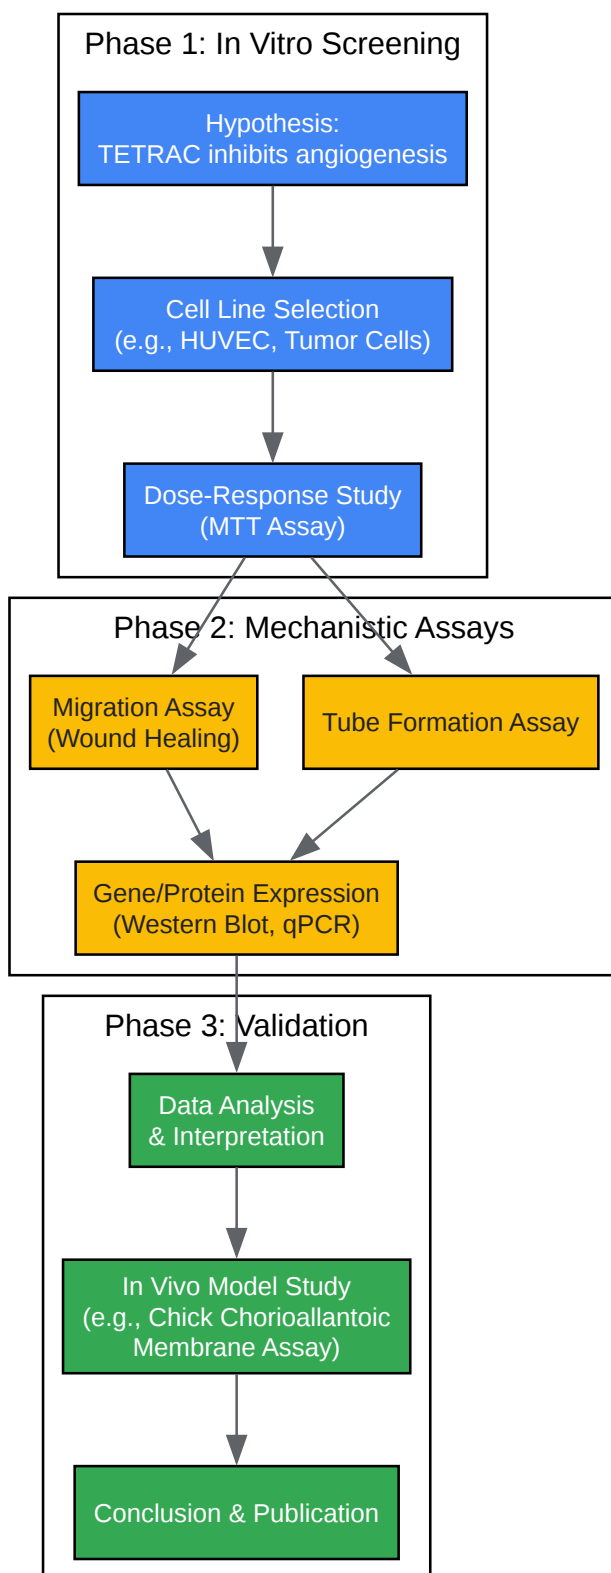 Phase 1: In Vitro Screening
Hypothesis:
TETRAC inhibits angiogenesis
Cell Line Selection
(e.g., HUVEC, Tumor Cells)
Dose-Response Study
(MTT Assay)
Phase 2: Mechanistic Assays
Migration Assay
(Wound Healing)
Tube Formation Assay
Gene/Protein Expression
(Western Blot, qPCR)
Phase 3: Validation
Data Analysis
& Interpretation
In Vivo Model Study
(e.g., Chick Chorioallantoic
Membrane Assay)
Conclusion & Publication